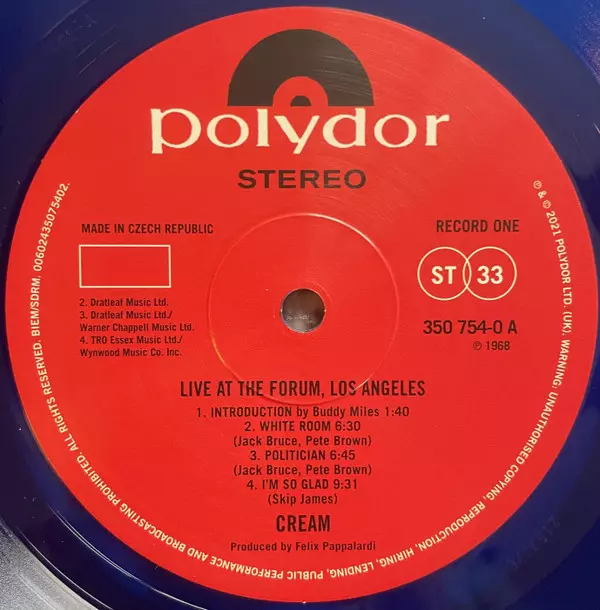 polydor
STEREO
MADE IN CZECH REPUBLIC
RECORD ONE
ST 33
2. Dratleaf Music Ltd.
3. Dratleaf Music Ltd./
Warner Chappell Music Ltd.
4. TRO Essex Music Ltd./
Wynwood Music Co. Inc.
350 754-0 A
℗ 1968
LIVE AT THE FORUM, LOS ANGELES
1. INTRODUCTION by Buddy Miles 1:40
2. WHITE ROOM 6:30
(Jack Bruce, Pete Brown)
3. POLITICIAN 6:45
(Jack Bruce, Pete Brown)
4. I'M SO GLAD 9:31
(Skip James)
CREAM
Produced by Felix Pappalardi
℗ & © 2021 POLYDOR LTD. (UK). WARNING: UNAUTHORISED COPYING, REPRODUCTION, HIRING, LENDING, PUBLIC PERFORMANCE AND BROADCASTING PROHIBITED. ALL RIGHTS RESERVED. BIEM/SDRM. 00602435075402.